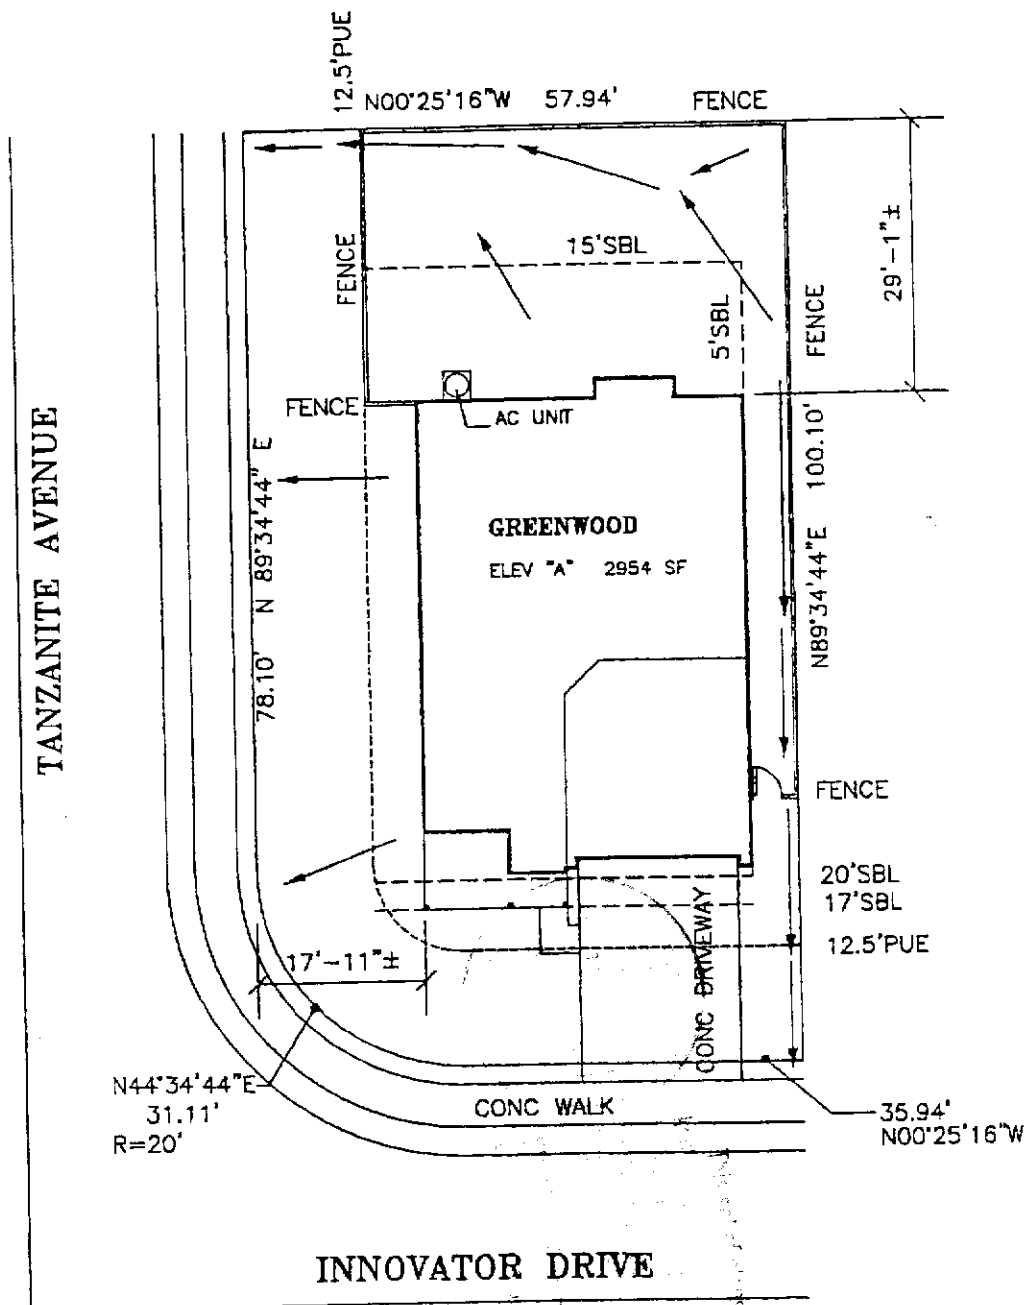 12.5'PUE
N00°25'16"W 57.94' FENCE
15'SBL
FENCE
5'SBL
FENCE
29'-1"±
FENCE
AC UNIT
TANZANITE AVENUE
78.10' N 89°34'44" E
GREENWOOD
ELEV "A" 2954 SF
N89°34'44"E 100.10'
FENCE
20'SBL
17'SBL
12.5'PUE
17'-11"±
CONC DRIVEWAY
N44°34'44"E
31.11'
R=20'
CONC WALK
35.94'
N00°25'16"W
INNOVATOR DRIVE